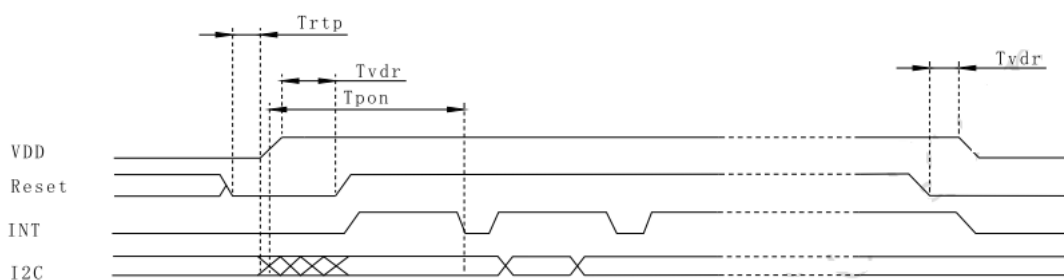 Trtp
Tvdr
Tvdr
Tpon
VDD
Reset
INT
I2C